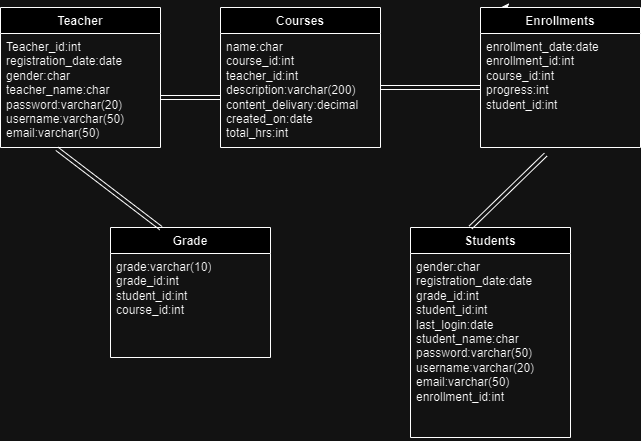 Teacher
Teacher_id:int
registration_date:date
gender:char
teacher_name:char
password:varchar(20)
username:varchar(50)
email:varchar(50)
Courses
name:char
course_id:int
teacher_id:int
description:varchar(200)
content_delivary:decimal
created_on:date
total_hrs:int
Enrollments
enrollment_date:date
enrollment_id:int
course_id:int
progress:int
student_id:int
Grade
grade:varchar(10)
grade_id:int
student_id:int
course_id:int
Students
gender:char
registration_date:date
grade_id:int
student_id:int
last_login:date
student_name:char
password:varchar(50)
username:varchar(20)
email:varchar(50)
enrollment_id:int